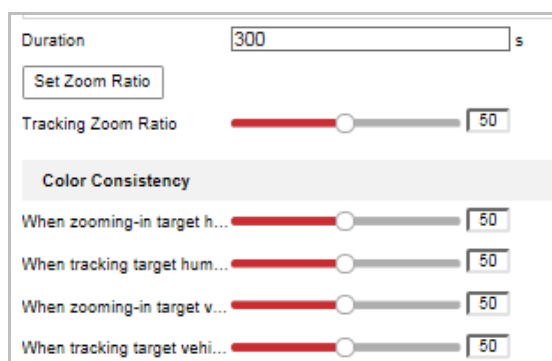 Duration 300 s
Set Zoom Ratio
Tracking Zoom Ratio 50
Color Consistency
When zooming-in target h... 50
When tracking target hum... 50
When zooming-in target v... 50
When tracking target vehi... 50